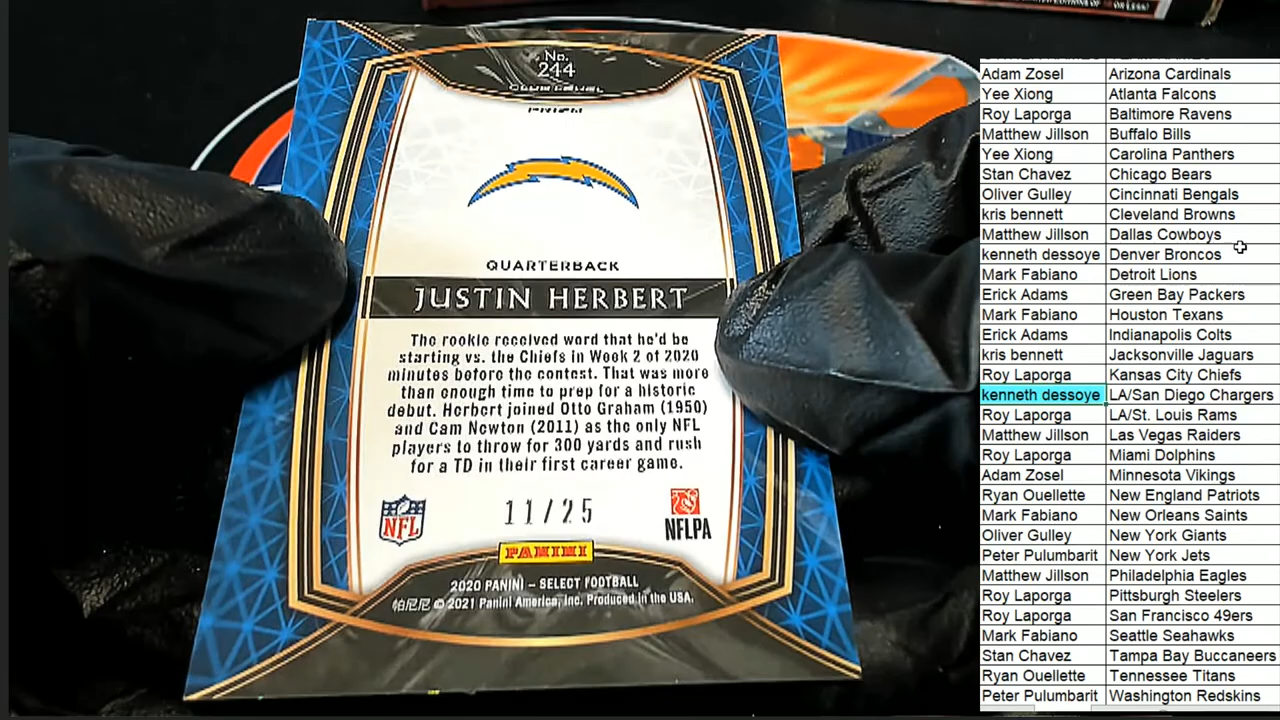 No.
244
CLUB LEVEL
PRIZM
QUARTERBACK
JUSTIN HERBERT
The rookie received word that he'd be
starting vs. the Chiefs in Week 2 of 2020
minutes before the contest. That was more
than enough time to prep for a historic
debut. Herbert joined Otto Graham (1950)
and Cam Newton (2011) as the only NFL
players to throw for 300 yards and rush
for a TD in their first career game.
NFL
11/25
NFLPA
PANINI
2020 PANINI – SELECT FOOTBALL
帕尼尼 © 2021 Panini America, Inc. Produced in the USA.
Adam Zosel Arizona Cardinals
Yee Xiong Atlanta Falcons
Roy Laporga Baltimore Ravens
Matthew Jillson Buffalo Bills
Yee Xiong Carolina Panthers
Stan Chavez Chicago Bears
Oliver Gulley Cincinnati Bengals
kris bennett Cleveland Browns
Matthew Jillson Dallas Cowboys
kenneth dessoye Denver Broncos
Mark Fabiano Detroit Lions
Erick Adams Green Bay Packers
Mark Fabiano Houston Texans
Erick Adams Indianapolis Colts
kris bennett Jacksonville Jaguars
Roy Laporga Kansas City Chiefs
kenneth dessoye LA/San Diego Chargers
Roy Laporga LA/St. Louis Rams
Matthew Jillson Las Vegas Raiders
Roy Laporga Miami Dolphins
Adam Zosel Minnesota Vikings
Ryan Ouellette New England Patriots
Mark Fabiano New Orleans Saints
Oliver Gulley New York Giants
Peter Pulumbarit New York Jets
Matthew Jillson Philadelphia Eagles
Roy Laporga Pittsburgh Steelers
Roy Laporga San Francisco 49ers
Mark Fabiano Seattle Seahawks
Stan Chavez Tampa Bay Buccaneers
Ryan Ouellette Tennessee Titans
Peter Pulumbarit Washington Redskins